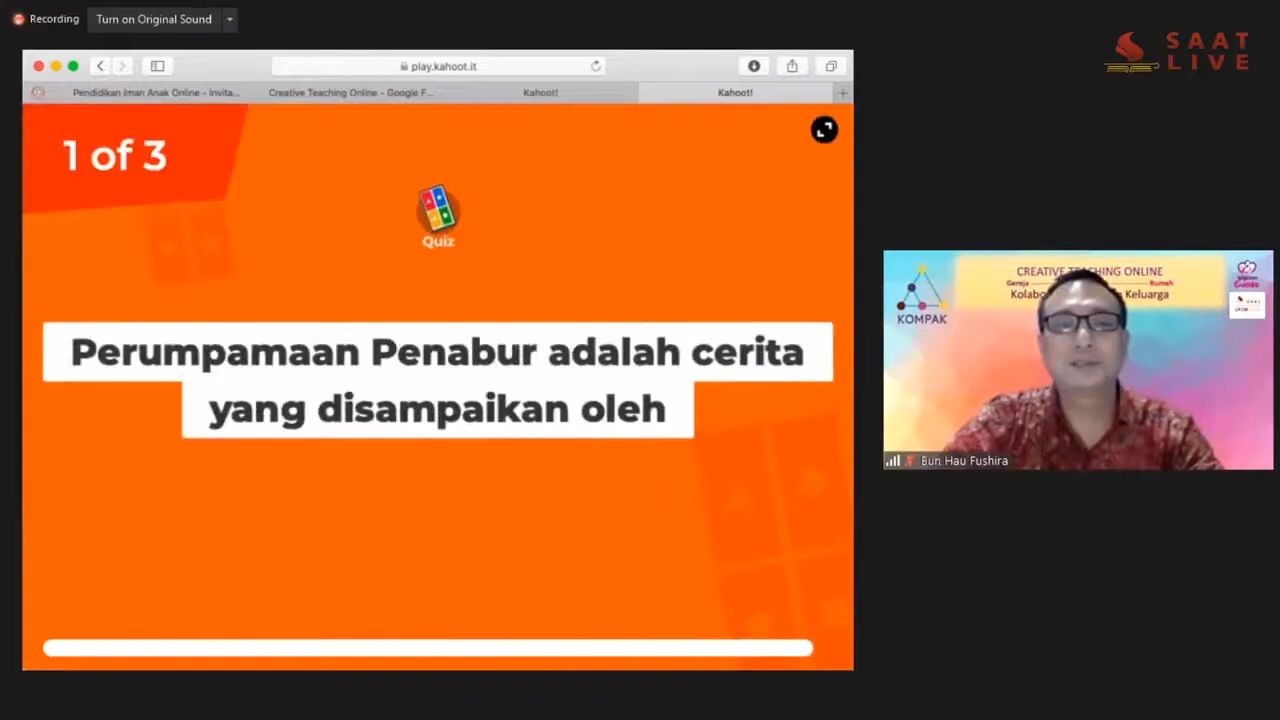 Recording
Turn on Original Sound
SAAT
LIVE
play.kahoot.it
Pendidikan Iman Anak Online - Invita...
Creative Teaching Online - Google F...
Kahoot!
Kahoot!
1 of 3
Quiz
Perumpamaan Penabur adalah cerita
yang disampaikan oleh
CREATIVE TEACHING ONLINE
Gereja
Rumah
Keluarga
KOMPAK
Bun Hau Fushira